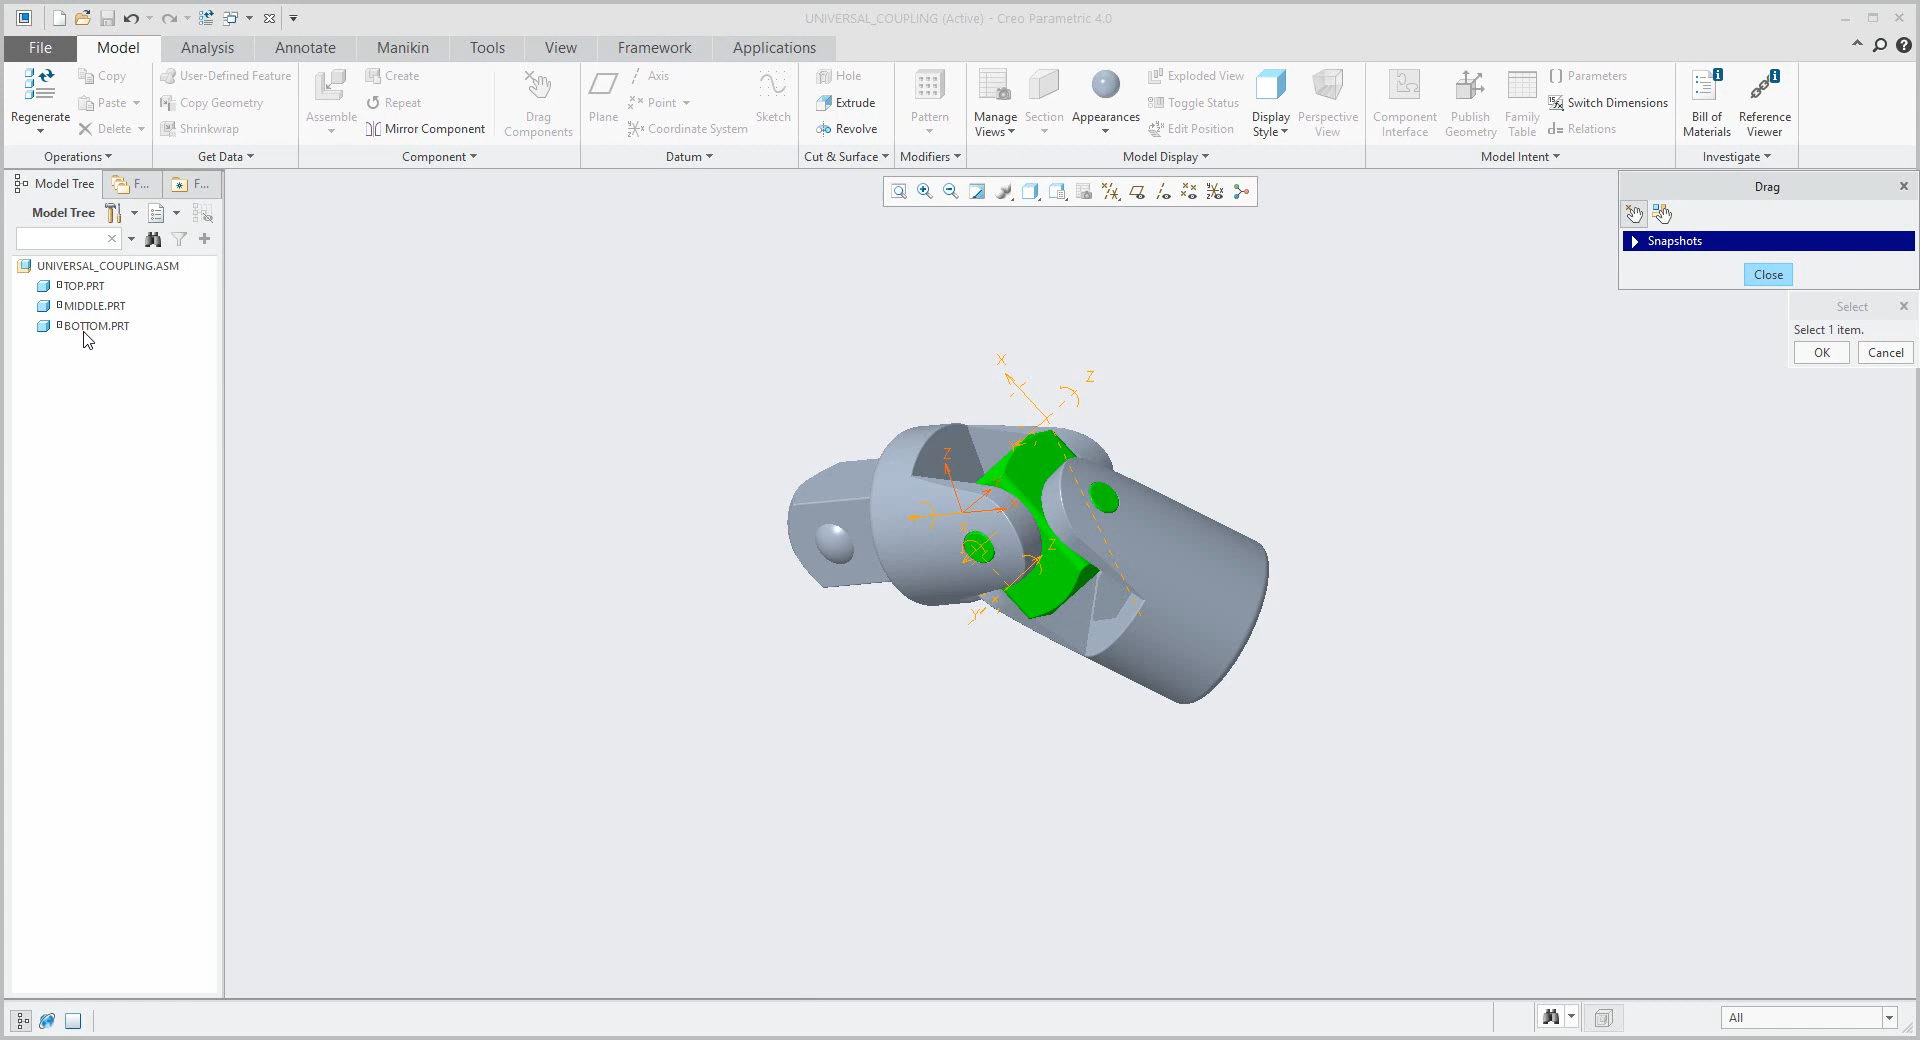 UNIVERSAL_COUPLING (Active) - Creo Parametric 4.0
File Model Analysis Annotate Manikin Tools View Framework Applications
Regenerate
Copy
Paste
Delete
Operations
User-Defined Feature
Copy Geometry
Shrinkwrap
Get Data
Assemble
Create
Repeat
Mirror Component
Drag
Components
Component
Plane
Axis
Point
Coordinate System
Sketch
Datum
Hole
Extrude
Revolve
Cut & Surface
Pattern
Modifiers
Manage
Views
Section
Appearances
Exploded View
Toggle Status
Edit Position
Display
Style
Perspective
View
Model Display
Component
Interface
Publish
Geometry
Family
Table
Parameters
Switch Dimensions
Relations
Model Intent
Bill of
Materials
Reference
Viewer
Investigate
Model Tree F... F...
Model Tree
UNIVERSAL_COUPLING.ASM
TOP.PRT
MIDDLE.PRT
BOTTOM.PRT
Drag
Snapshots
Close
Select
Select 1 item.
OK Cancel
X
Z
Z
Z
Y
All